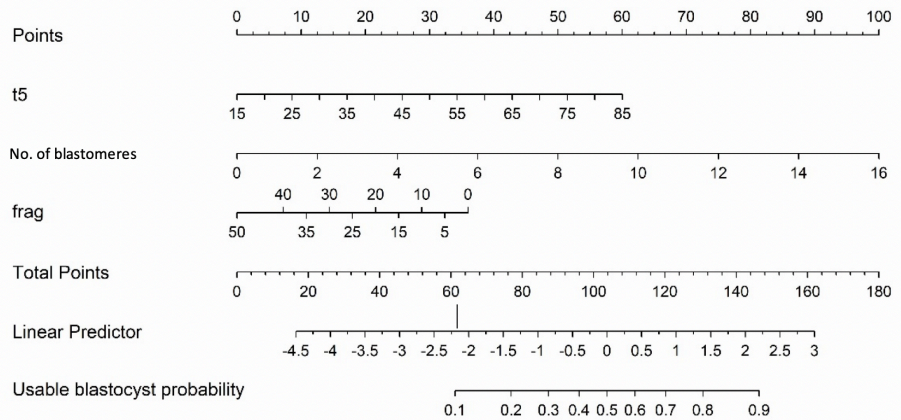 0 10 20 30 40 50 60 70 80 90 100
Points
t5
15 25 35 45 55 65 75 85
No. of blastomeres
0 2 4 6 8 10 12 14 16
40 30 20 10 0
frag
50 35 25 15 5
Total Points
0 20 40 60 80 100 120 140 160 180
Linear Predictor
-4.5 -4 -3.5 -3 -2.5 -2 -1.5 -1 -0.5 0 0.5 1 1.5 2 2.5 3
Usable blastocyst probability
0.1 0.2 0.3 0.4 0.5 0.6 0.7 0.8 0.9